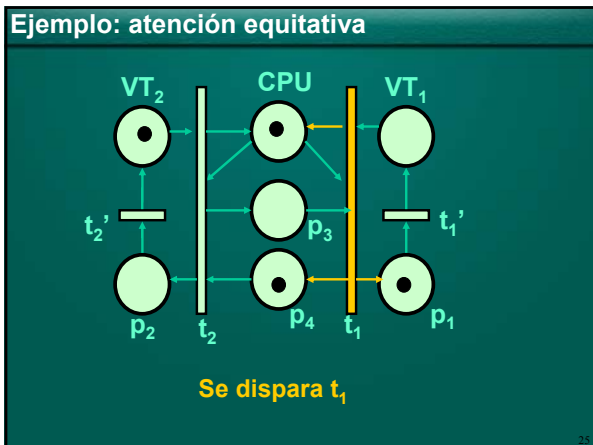 Ejemplo: atención equitativa
VT₂ CPU VT₁
t₂’ p₃ t₁’
p₂ t₂ p₄ t₁ p₁
Se dispara t₁
25